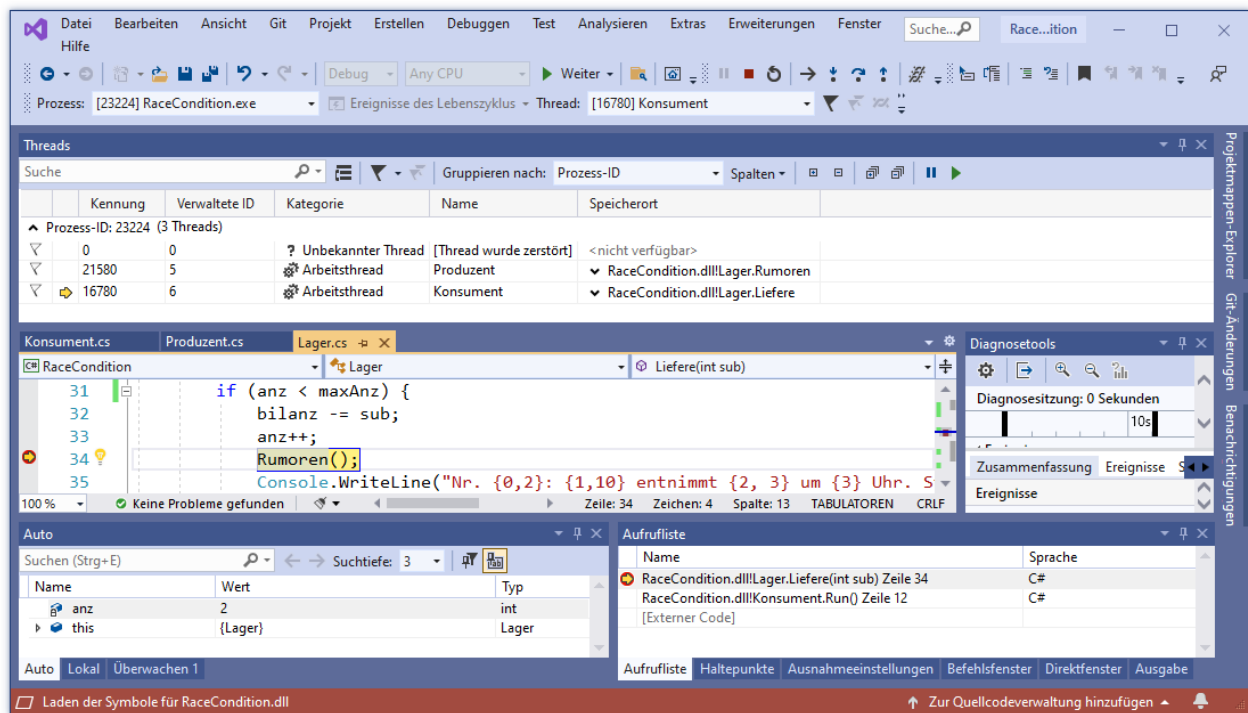 Datei Bearbeiten Ansicht Git Projekt Erstellen Debuggen Test Analysieren Extras Erweiterungen Fenster Suche... Race...ition
Hilfe
Debug Any CPU Weiter
Prozess: [23224] RaceCondition.exe Ereignisse des Lebenszyklus Thread: [16780] Konsument
Threads
Suche Gruppieren nach: Prozess-ID Spalten
Kennung Verwaltete ID Kategorie Name Speicherort
Prozess-ID: 23224 (3 Threads)
0 0 ? Unbekannter Thread [Thread wurde zerstört] <nicht verfügbar>
21580 5 Arbeitsthread Produzent RaceCondition.dll!Lager.Rumoren
16780 6 Arbeitsthread Konsument RaceCondition.dll!Lager.Liefere
Projektmappen-Explorer
Git-Änderungen
Benachrichtigungen
Konsument.cs Produzent.cs Lager.cs
C# RaceCondition Lager Liefere(int sub)
31 if (anz < maxAnz) {
32 bilanz -= sub;
33 anz++;
34 Rumoren();
35 Console.WriteLine("Nr. {0,2}: {1,10} entnimmt {2, 3} um {3} Uhr. S
100 % Keine Probleme gefunden Zeile: 34 Zeichen: 4 Spalte: 13 TABULATOREN CRLF
Diagnosetools
Diagnosesitzung: 0 Sekunden
10s
Zusammenfassung Ereignisse S
Ereignisse
Auto
Suchen (Strg+E) Suchtiefe: 3
Name Wert Typ
anz 2 int
this {Lager} Lager
Auto Lokal Überwachen 1
Aufrufliste
Name Sprache
RaceCondition.dll!Lager.Liefere(int sub) Zeile 34 C#
RaceCondition.dll!Konsument.Run() Zeile 12 C#
[Externer Code]
Aufrufliste Haltepunkte Ausnahmeeinstellungen Befehlsfenster Direktfenster Ausgabe
Laden der Symbole für RaceCondition.dll Zur Quellcodeverwaltung hinzufügen